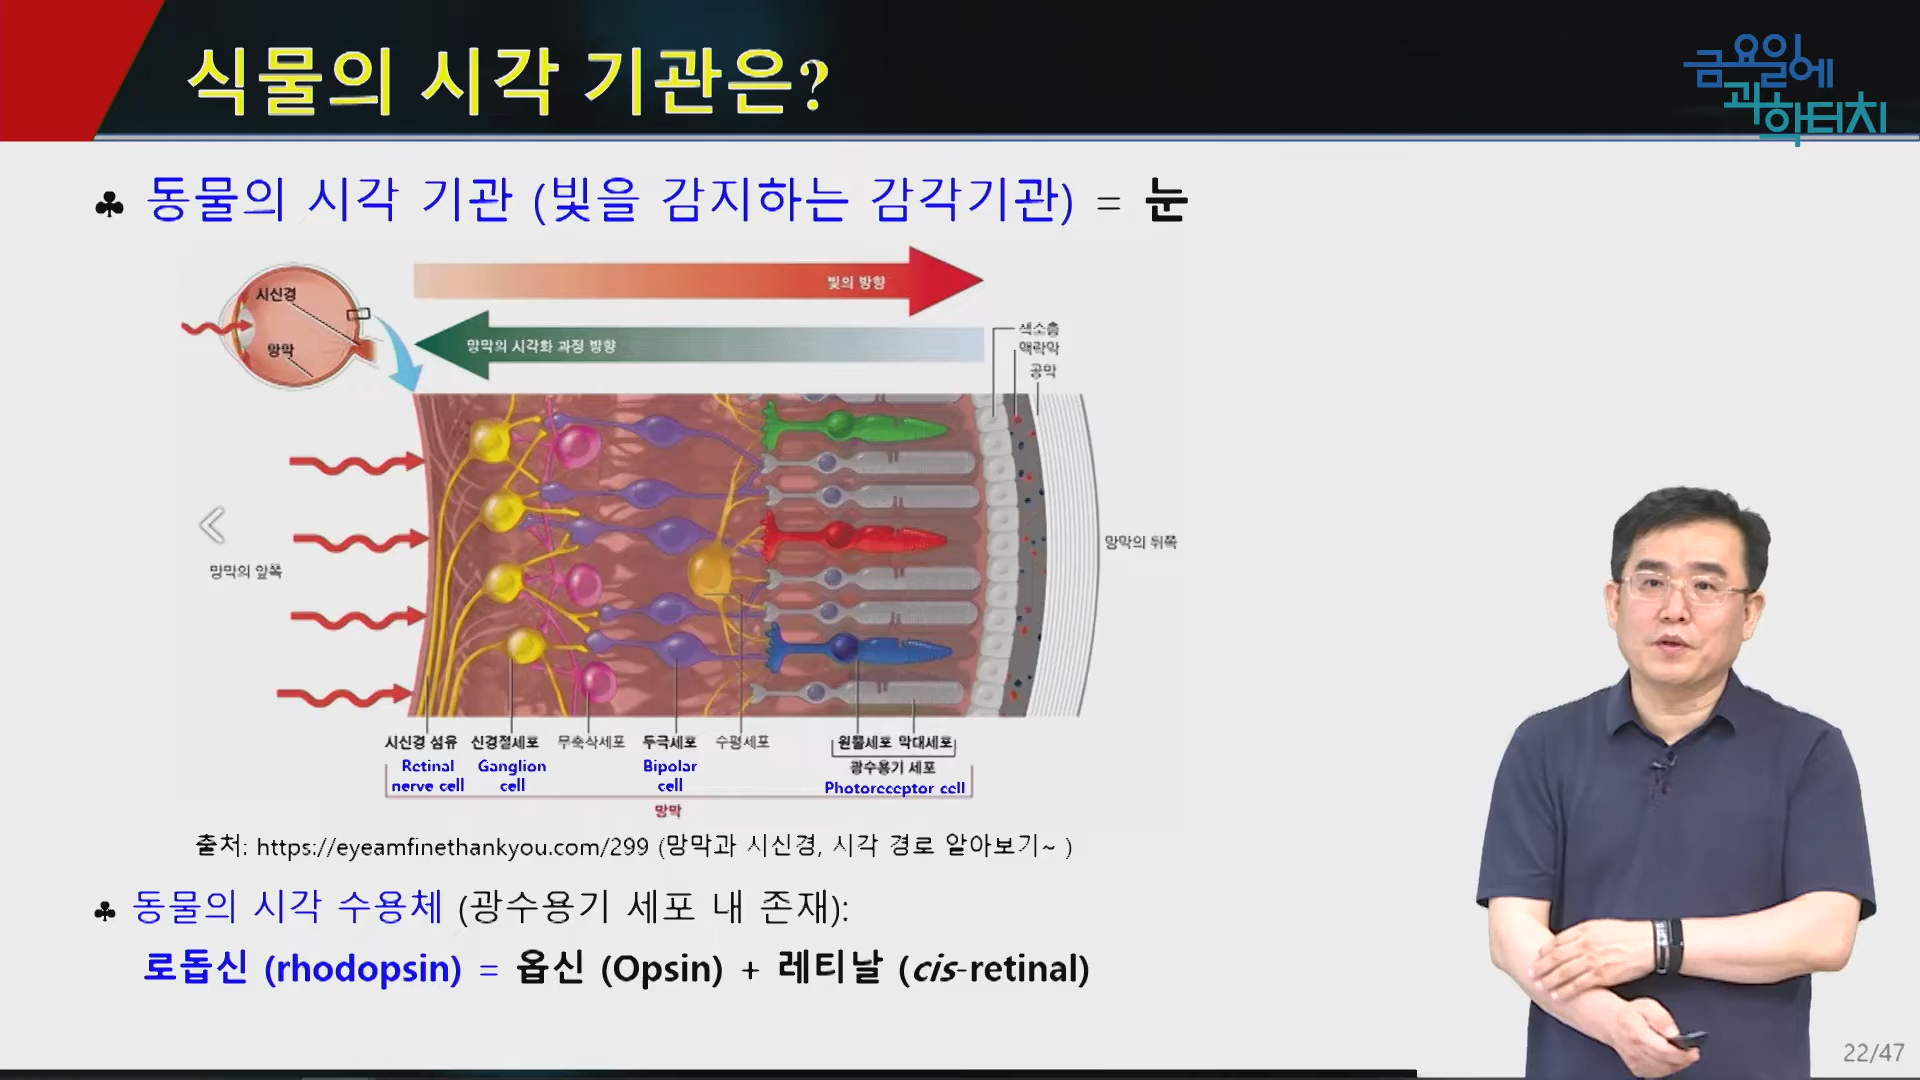 식물의 시각 기관은?
금요일에
과학터치
♣ 동물의 시각 기관 (빛을 감지하는 감각기관) = 눈
빛의 방향
시신경
망막
망막의 시각화 과정 방향
색소층
맥락막
공막
망막의 앞쪽
망막의 뒤쪽
시신경 섬유 신경절세포 무축삭세포 두극세포 수평세포 원뿔세포 막대세포
Retinal nerve cell
Ganglion cell
Bipolar cell
광수용기 세포
Photoreceptor cell
망막
출처: https://eyeamfinethankyou.com/299 (망막과 시신경, 시각 경로 알아보기~ )
♣ 동물의 시각 수용체 (광수용기 세포 내 존재):
로돕신 (rhodopsin) = 옵신 (Opsin) + 레티날 (cis-retinal)
22/47